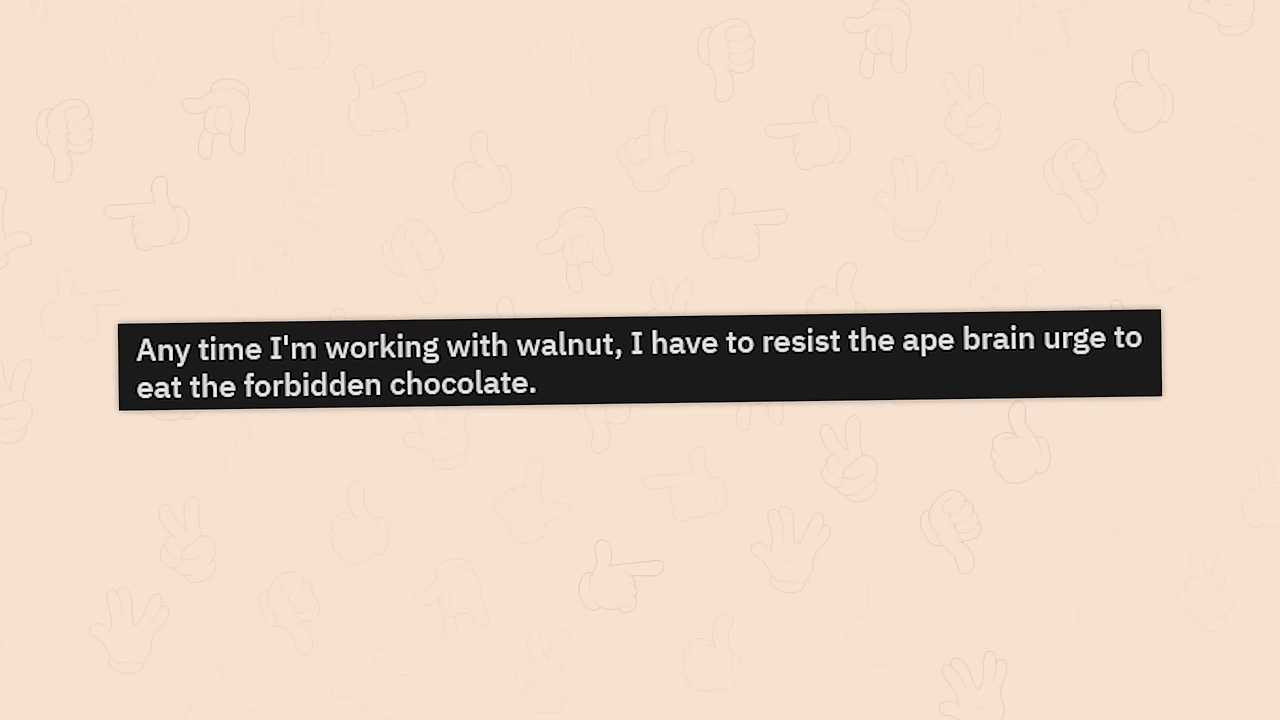 Any time I'm working with walnut, I have to resist the ape brain urge to
eat the forbidden chocolate.